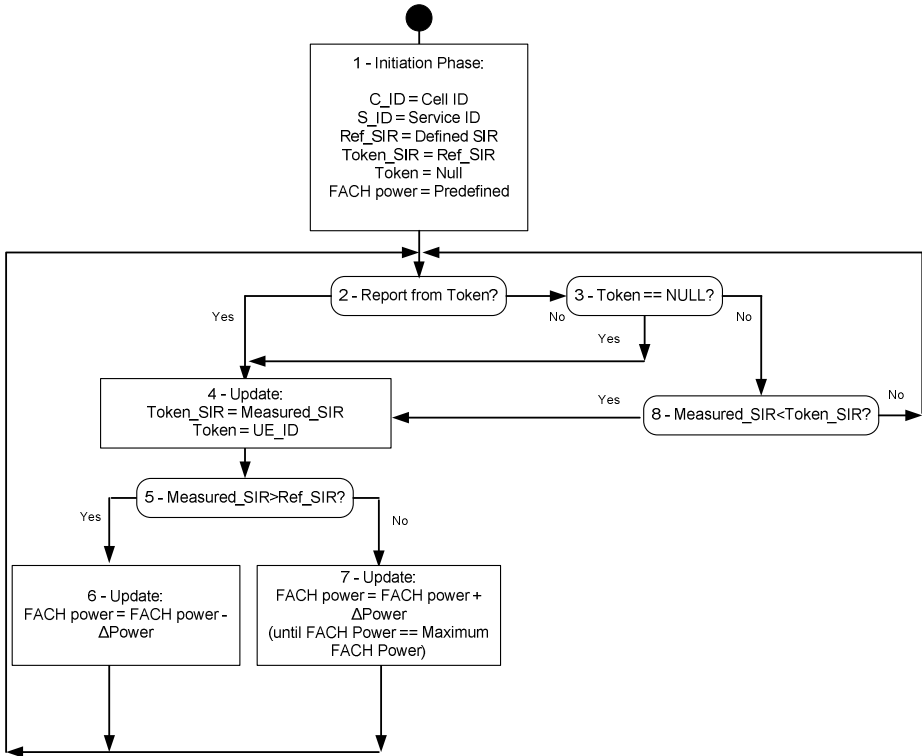 1 - Initiation Phase:
C_ID = Cell ID
S_ID = Service ID
Ref_SIR = Defined SIR
Token_SIR = Ref_SIR
Token = Null
FACH power = Predefined
2 - Report from Token?
3 - Token == NULL?
Yes
No
Yes
No
4 - Update:
Token_SIR = Measured_SIR
Token = UE_ID
Yes
8 - Measured_SIR<Token_SIR?
No
5 - Measured_SIR>Ref_SIR?
Yes
No
6 - Update:
FACH power = FACH power -
ΔPower
7 - Update:
FACH power = FACH power +
ΔPower
(until FACH Power == Maximum
FACH Power)